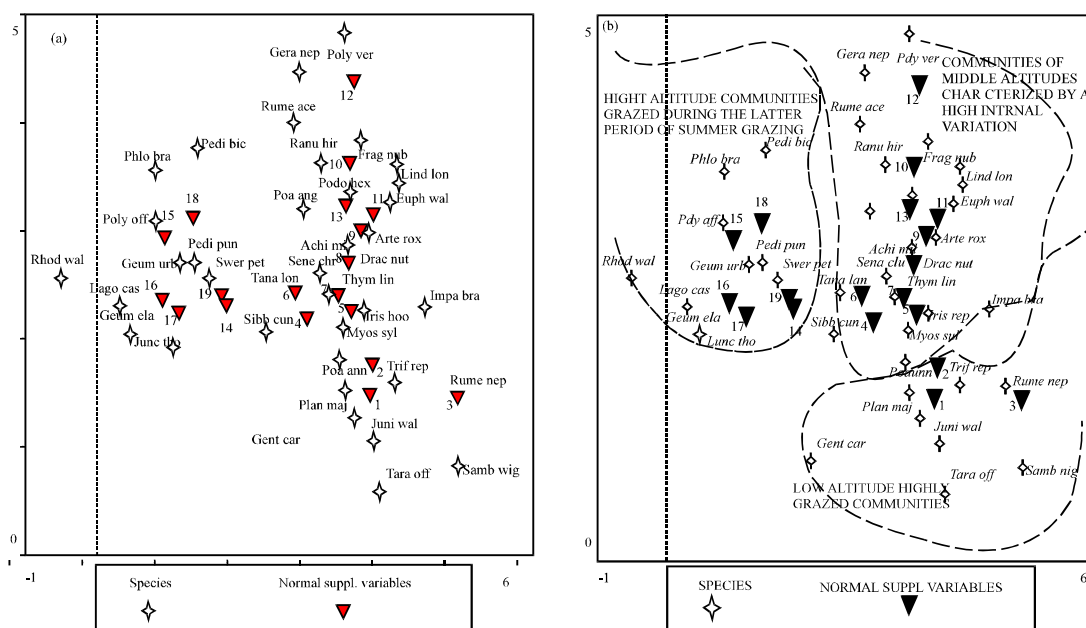 5
(a)
Gera nep
Poly ver
12
Rume ace
Phlo bra
Pedi bic
Ranu hir
10
Frag nub
Lind lon
Podo hex
Poa ang
Euph wal
Poly off
15
18
13
11
9
Arte rox
Achi mi
Rhod wal
Pedi pun
Geum urb
Swer pet
Sene chr
8
Drac nut
Tana lon
Thym lin
Lago cas
16
19
6
7
5
Iris hoo
Impa bra
Geum ela
17
14
Sibb cun
4
Myos syl
Junc tho
Poa ann
2
Trif rep
Rume nep
Plan maj
1
3
Juni wal
Gent car
Tara off
Samb wig
0
-1
6
Species
Normal suppl. variables
5
(b)
Gera nep
Pdy ver
COMMUNITIES OF
MIDDLE ALTITUDES
CHAR CTERIZED BY A
HIGH INTRNAL
VARIATION
HIGHT ALTITUDE COMMUNITIES
GRAZED DURING THE LATTER
PERIOD OF SUMMER GRAZING
12
Rume ace
Phlo bra
Pedi bic
Ranu hir
10
Frag nub
Lind lon
Euph wal
Pdy aff
15
18
13
11
9
Arte rox
Achi mi
Rhod wal
Pedi pun
Geum urb
Swer pet
Sena clu
Drac nut
Tana lan
Thym lin
Lago cas
16
19
6
7
5
Iris rep
Impa bra
Geum ela
17
14
Sibb cun
4
Myos syl
Lunc tho
Poa ann
2
Trif rep
Rume nep
Plan maj
1
3
Juni wal
Gent car
Tara off
Samb nig
LOW ALTITUDE HIGHLY
GRAZED COMMUNITIES
0
-1
6
SPECIES
NORMAL SUPPL VARIABLES